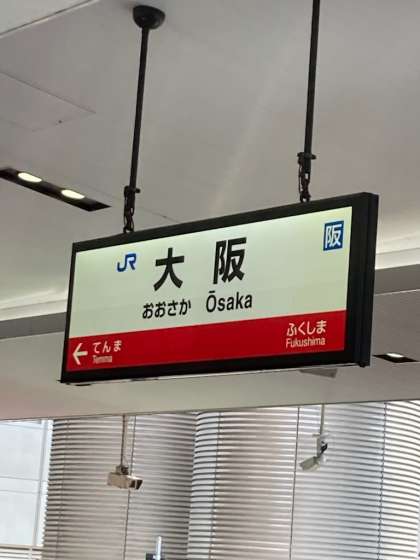 JR 大阪 阪
おおさか Ōsaka
← てんま
Temma
ふくしま
Fukushima